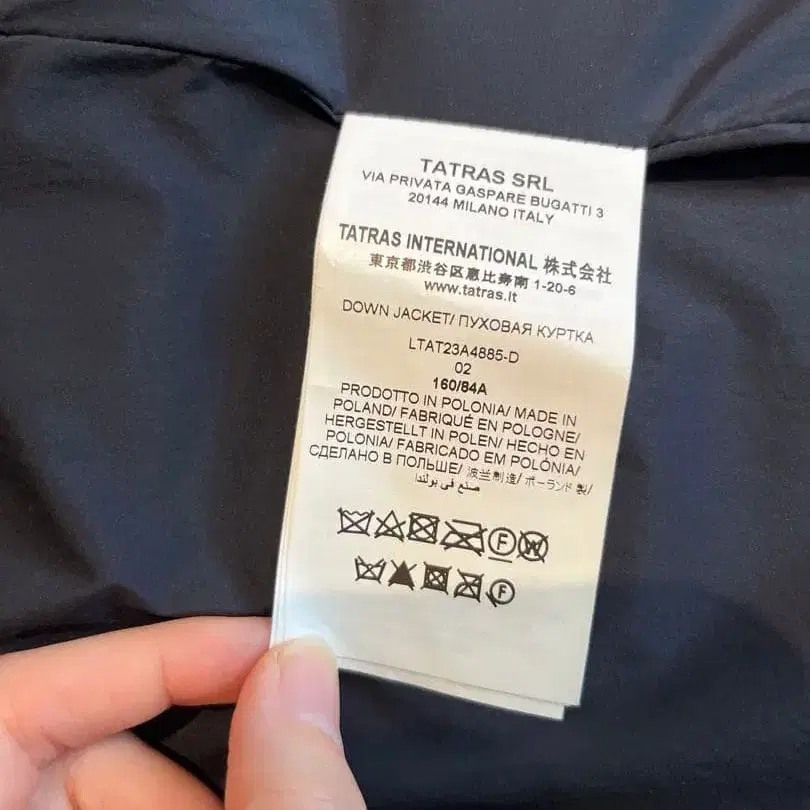 TATRAS SRL
VIA PRIVATA GASPARE BUGATTI 3
20144 MILANO ITALY
TATRAS INTERNATIONAL 株式会社
東京都渋谷区恵比寿南 1-20-6
www.tatras.it
DOWN JACKET/ ПУХОВАЯ КУРТКА
LTAT23A4885-D
02
160/84A
PRODOTTO IN POLONIA/ MADE IN
POLAND/ FABRIQUÉ EN POLOGNE/
HERGESTELLT IN POLEN/ HECHO EN
POLONIA/ FABRICADO EM POLÓNIA/
СДЕЛАНО В ПОЛЬШЕ/ 波兰制造/ ポーランド 製/
صنع في بولندا
F W
F